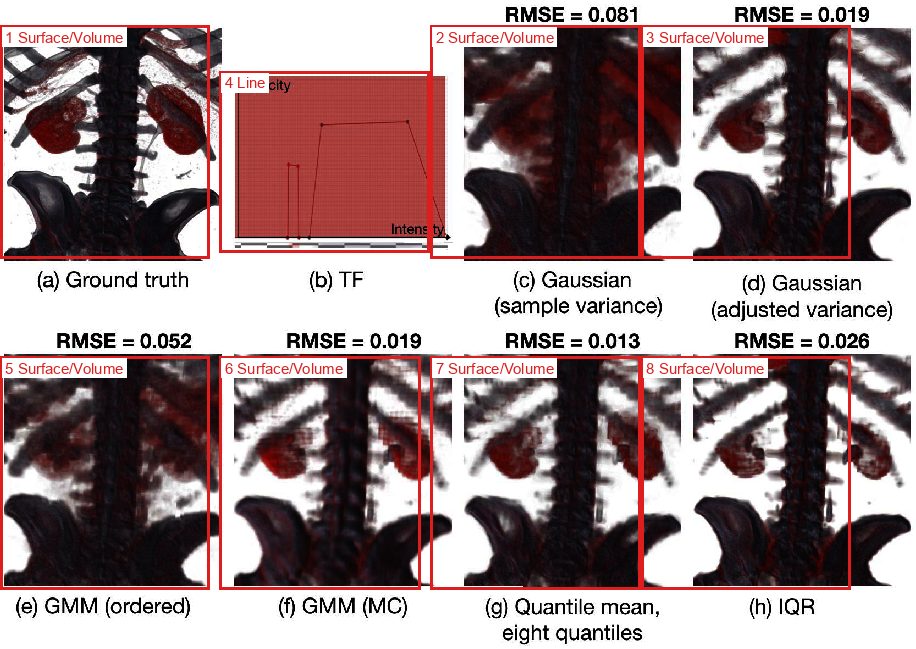 RMSE = 0.081
RMSE = 0.019
1 Surface/Volume
2 Surface/Volume
3 Surface/Volume
4 Line
city
Intensity
(a) Ground truth
(b) TF
(c) Gaussian
(sample variance)
(d) Gaussian
(adjusted variance)
RMSE = 0.052
RMSE = 0.019
RMSE = 0.013
RMSE = 0.026
5 Surface/Volume
6 Surface/Volume
7 Surface/Volume
8 Surface/Volume
(e) GMM (ordered)
(f) GMM (MC)
(g) Quantile mean,
eight quantiles
(h) IQR